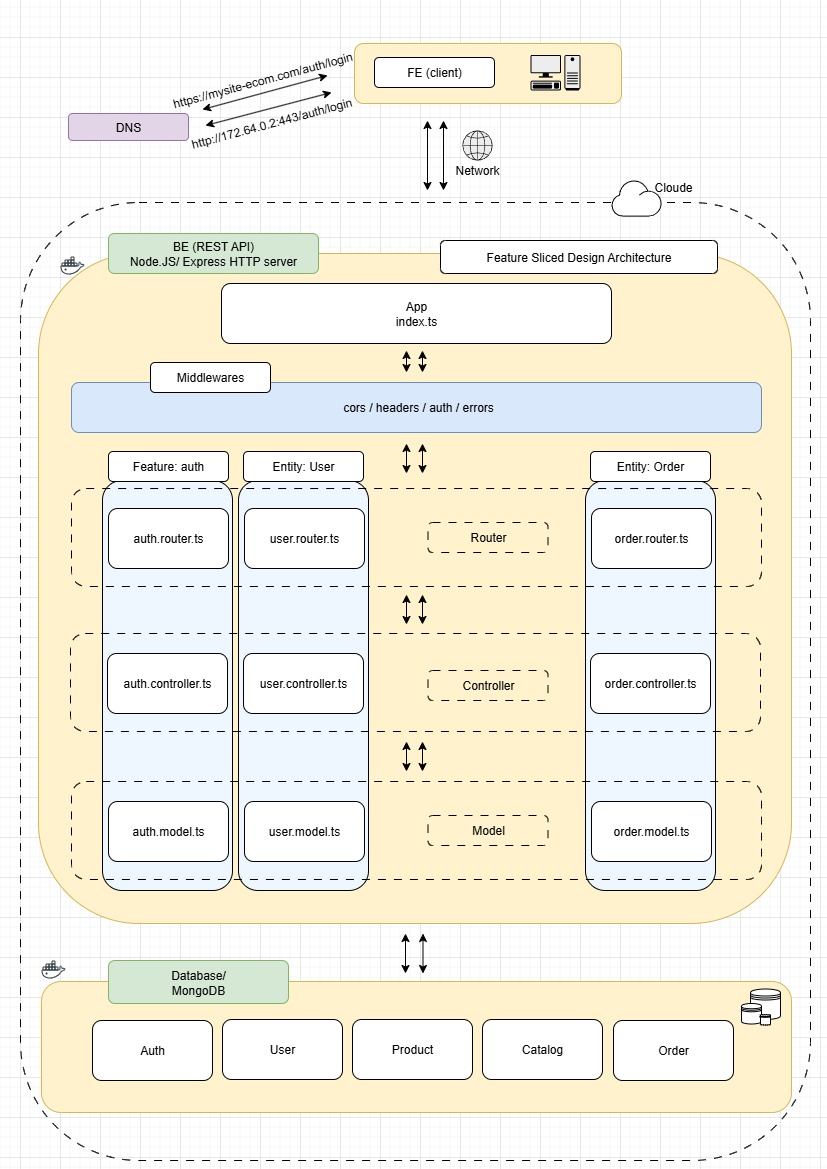 https://mysite-ecom.com/auth/login
FE (client)
DNS
http://172.64.0.2:443/auth/login
Network
Cloude
BE (REST API)
Node.JS/ Express HTTP server
Feature Sliced Design Architecture
App
index.ts
Middlewares
cors / headers / auth / errors
Feature: auth
Entity: User
Entity: Order
auth.router.ts
user.router.ts
Router
order.router.ts
auth.controller.ts
user.controller.ts
Controller
order.controller.ts
auth.model.ts
user.model.ts
Model
order.model.ts
Database/
MongoDB
Auth
User
Product
Catalog
Order